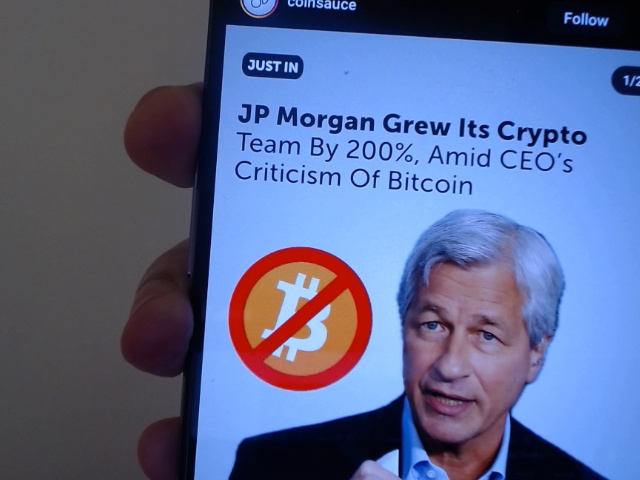 coinsauce
Follow
JUST IN
1/2
JP Morgan Grew Its Crypto
Team By 200%, Amid CEO's
Criticism Of Bitcoin